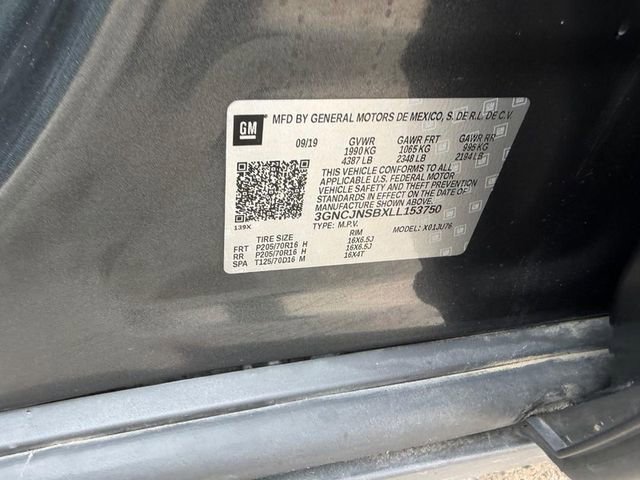 GM
MFD BY GENERAL MOTORS DE MEXICO, S. DE R.L. DE C.V.
09/19 GVWR GAWR FRT GAWR RR
1990 KG 1065 KG 995 KG
4387 LB 2348 LB 2194 LB
THIS VEHICLE CONFORMS TO ALL
APPLICABLE U.S. FEDERAL MOTOR
VEHICLE SAFETY AND THEFT PREVENTION
STANDARDS IN EFFECT ON THE DATE
OF MANUFACTURE SHOWN ABOVE.
3GNCJNSBXLL153750
139X TYPE: M.P.V. MODEL: X01JU76
TIRE SIZE RIM
FRT P205/70R16 H 16X6.5J
RR P205/70R16 H 16X6.5J
SPA T125/70D16 M 16X4T